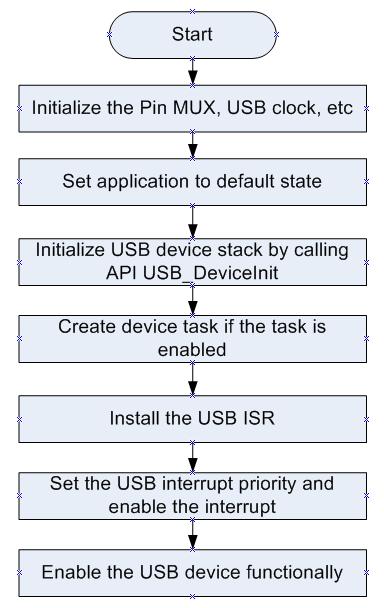 Start
Initialize the Pin MUX, USB clock, etc
Set application to default state
Initialize USB device stack by calling
API USB_DeviceInit
Create device task if the task is
enabled
Install the USB ISR
Set the USB interrupt priority and
enable the interrupt
Enable the USB device functionally